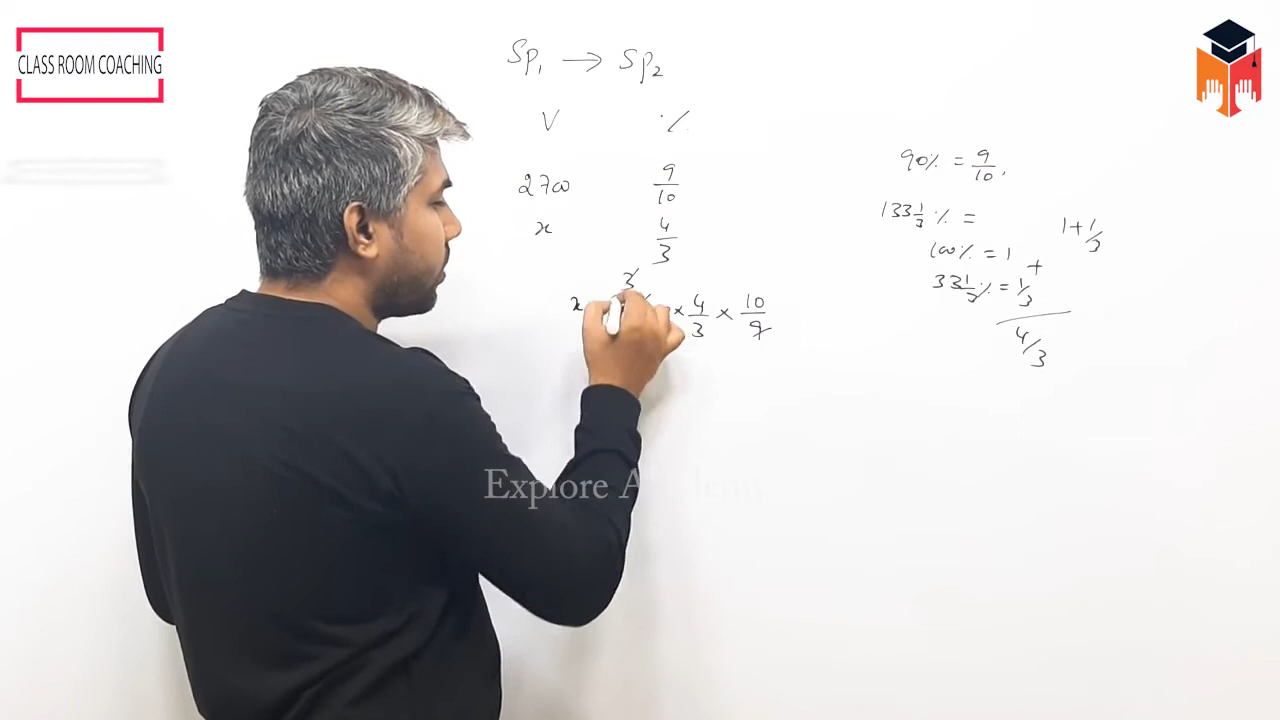 CLASS ROOM COACHING
Sp₁ → Sp₂
V %
2700 9/10
x 4/3
3
x × 4/3 × 10/9
90% = 9/10,
133 1/3 % = 1 + 1/3
100% = 1
+
33 1/3 % = 1/3
4/3
Explore